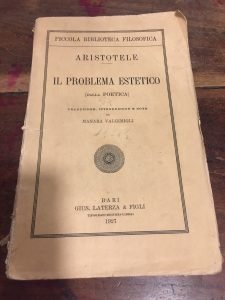 PICCOLA BIBLIOTECA FILOSOFICA
ARISTOTELE
IL PROBLEMA ESTETICO
(DALLA POETICA)
TRADUZIONE, INTRODUZIONE E NOTE
DI
MANARA VALGIMIGLI
BARI
GIUS. LATERZA & FIGLI